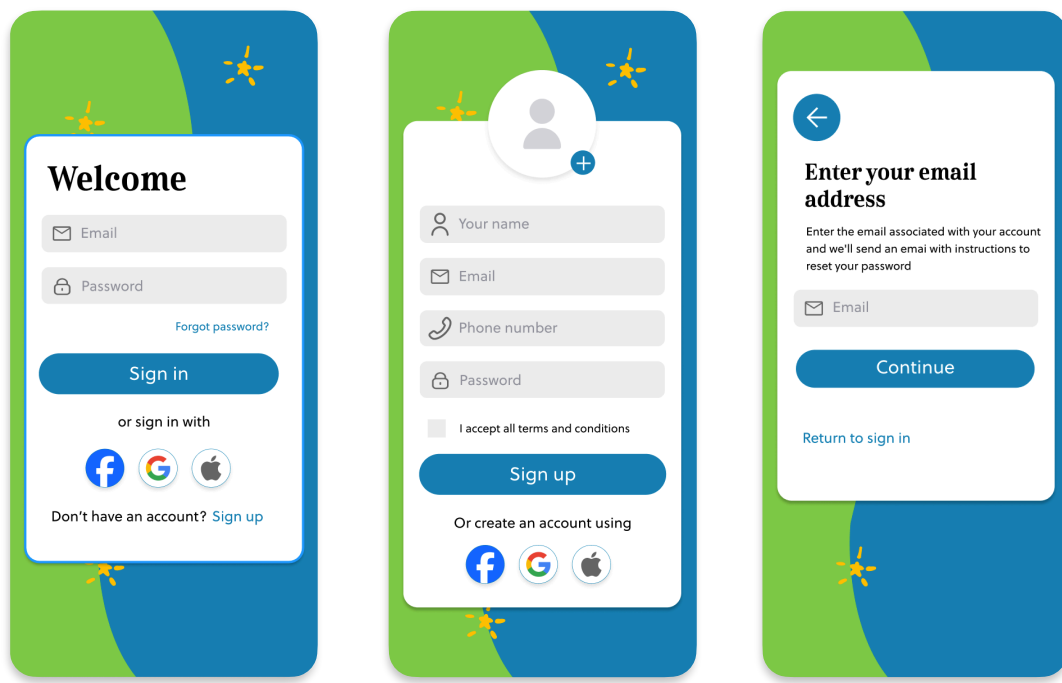 Welcome
Email
Password
Forgot password?
Sign in
or sign in with
Don't have an account? Sign up
Your name
Email
Phone number
Password
I accept all terms and conditions
Sign up
Or create an account using
Enter your email
address
Enter the email associated with your account
and we'll send an emai with instructions to
reset your password
Email
Continue
Return to sign in